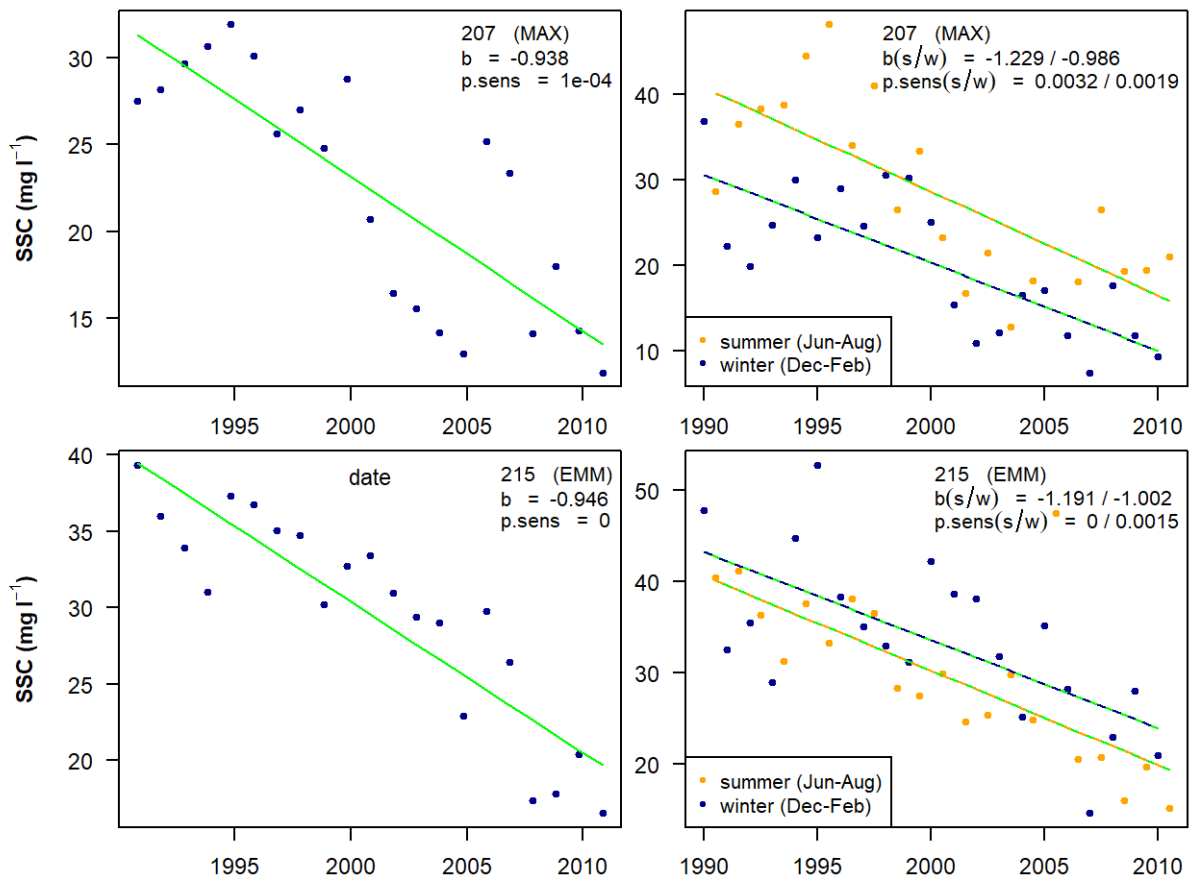 207 (MAX)
b = -0.938
p.sens = 1e-04
SSC (mg l⁻¹)
30
25
20
15
1995 2000 2005 2010
207 (MAX)
b(s/w) = -1.229 / -0.986
p.sens(s/w) = 0.0032 / 0.0019
40
30
20
10
summer (Jun-Aug)
winter (Dec-Feb)
1990 1995 2000 2005 2010
date
215 (EMM)
b = -0.946
p.sens = 0
SSC (mg l⁻¹)
40
35
30
25
20
1995 2000 2005 2010
215 (EMM)
b(s/w) = -1.191 / -1.002
p.sens(s/w) = 0 / 0.0015
50
40
30
20
summer (Jun-Aug)
winter (Dec-Feb)
1990 1995 2000 2005 2010